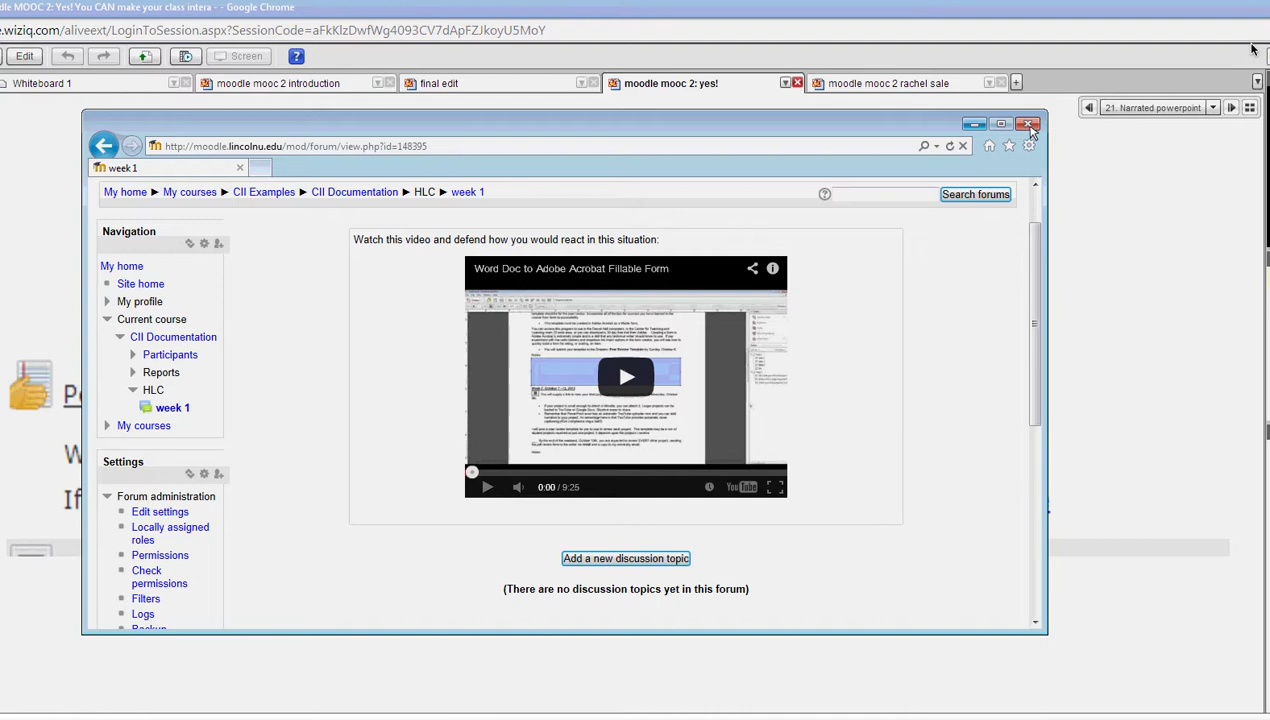 dle MOOC 2: Yes! You CAN make your class intera - - Google Chrome
.wiziq.com/aliveext/LoginToSession.aspx?SessionCode=aFkKlzDwfWg4093CV7dApFZJkoyU5MoY
Edit Screen ?
Whiteboard 1 moodle mooc 2 introduction final edit moodle mooc 2: yes! moodle mooc 2 rachel sale +
21. Narrated powerpoint
http://moodle.lincolnu.edu/mod/forum/view.php?id=148395
week 1
My home ► My courses ► CII Examples ► CII Documentation ► HLC ► week 1
Search forums
Navigation
My home
Site home
My profile
Current course
CII Documentation
Participants
Reports
HLC
week 1
My courses
Settings
Forum administration
Edit settings
Locally assigned
roles
Permissions
Check
permissions
Filters
Logs
Backup
Watch this video and defend how you would react in this situation:
Word Doc to Adobe Acrobat Fillable Form
0:00 / 9:25
YouTube
Add a new discussion topic
(There are no discussion topics yet in this forum)
W
If